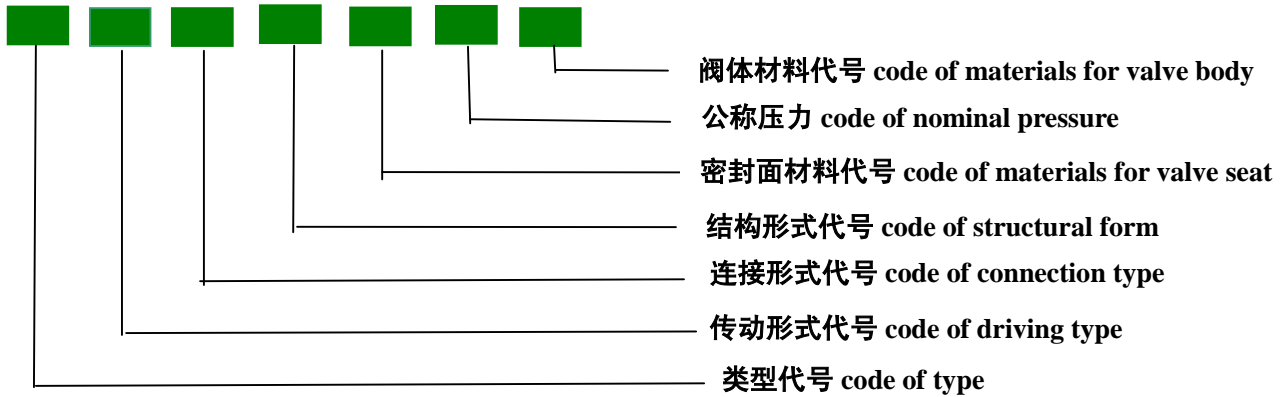 阀体材料代号 code of materials for valve body
公称压力 code of nominal pressure
密封面材料代号 code of materials for valve seat
结构形式代号 code of structural form
连接形式代号 code of connection type
传动形式代号 code of driving type
类型代号 code of type